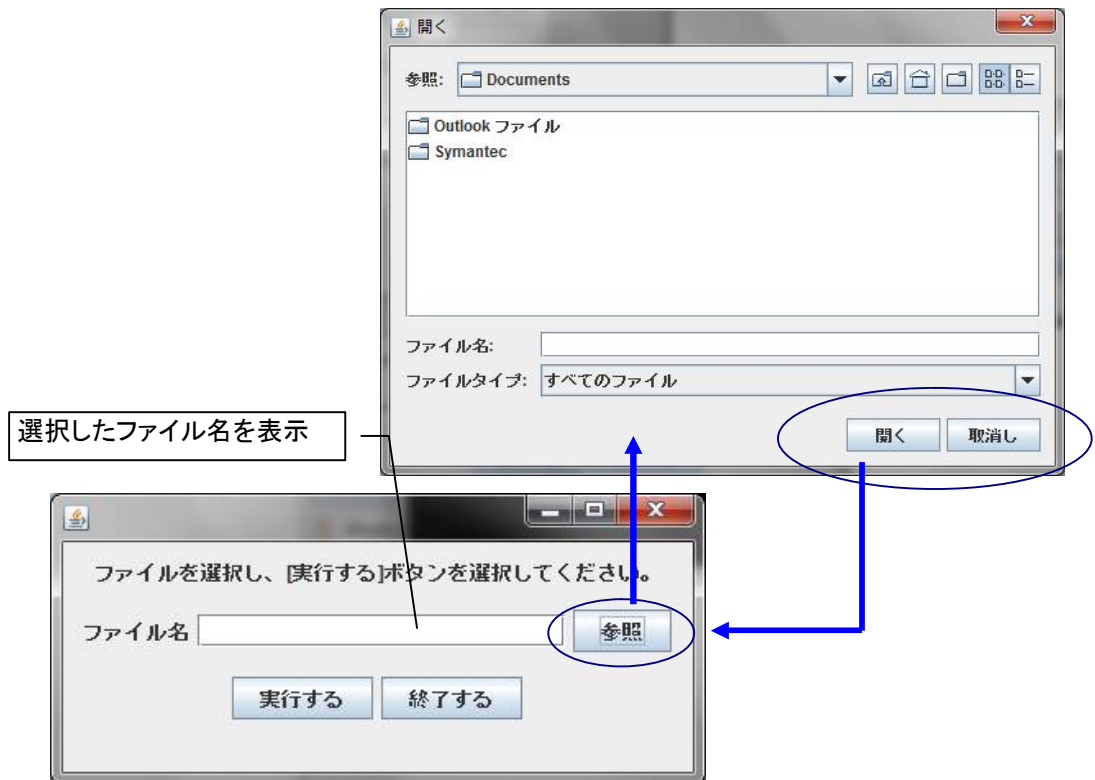 開く
参照: Documents
Outlook ファイル
Symantec
ファイル名:
ファイルタイプ: すべてのファイル
開く 取消し
選択したファイル名を表示
ファイルを選択し、[実行する]ボタンを選択してください。
ファイル名 参照
実行する 終了する